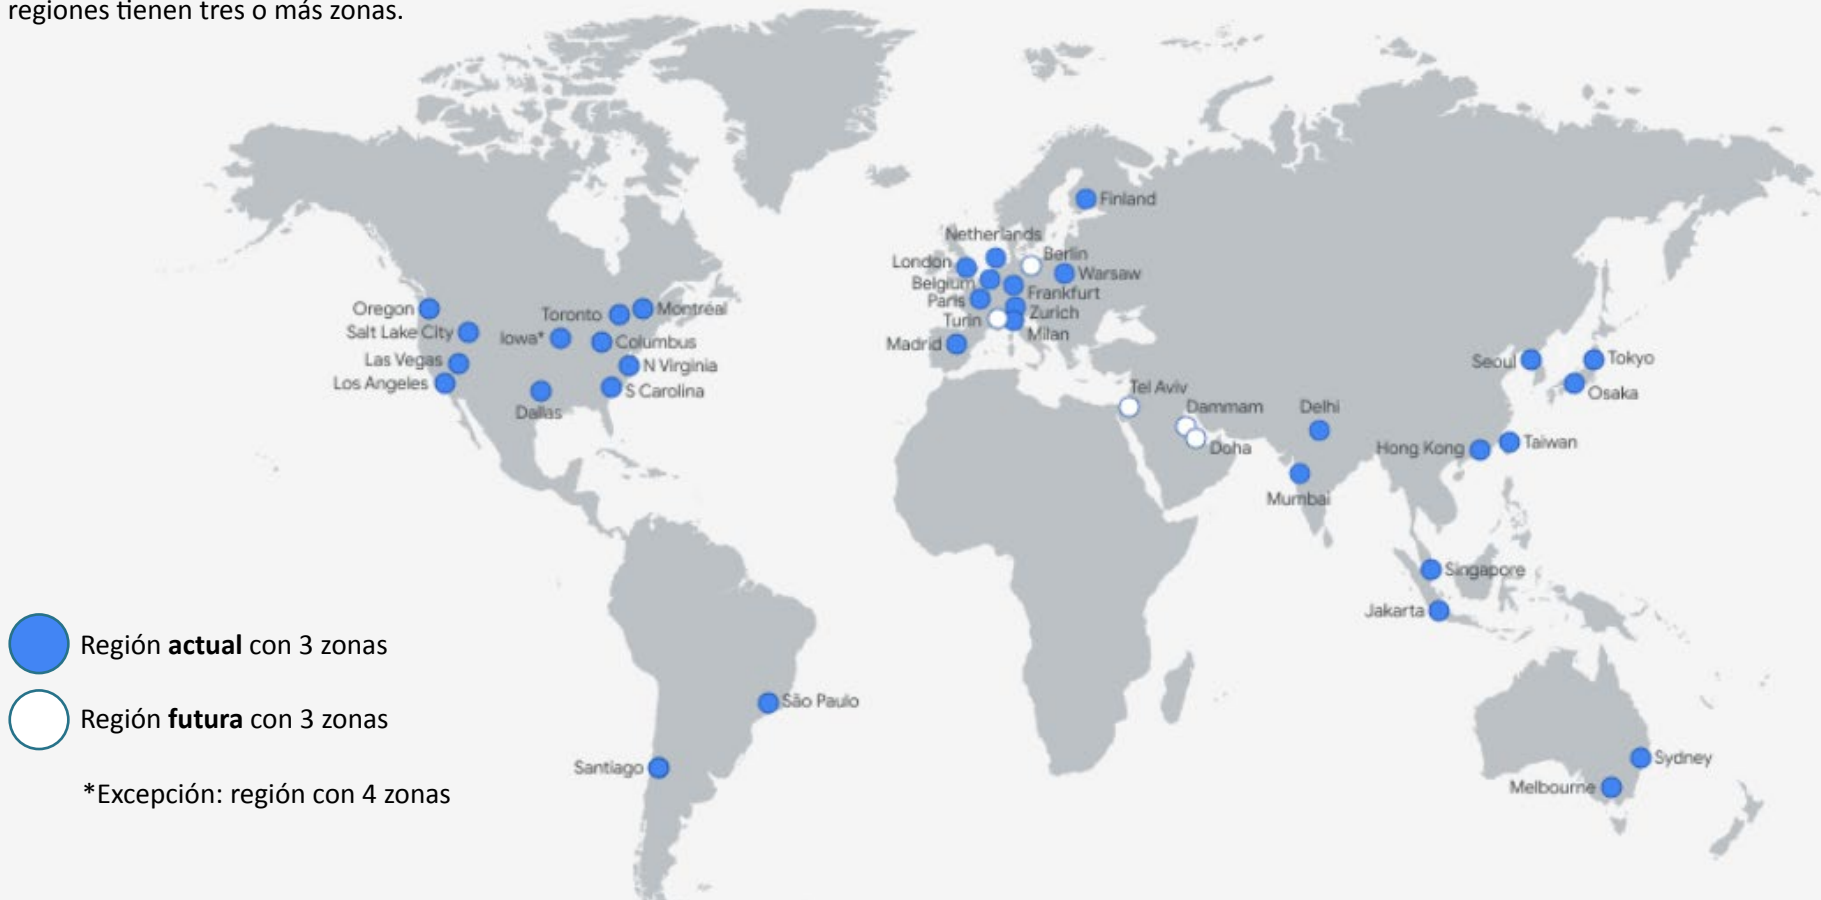 regiones tienen tres o más zonas.
Finland
Netherlands
London
Berlin
Belgium
Warsaw
Paris
Frankfurt
Zurich
Turin
Milan
Madrid
Oregon
Toronto
Montréal
Salt Lake City
Iowa*
Columbus
Las Vegas
N Virginia
Los Angeles
S Carolina
Dallas
Seoul
Tokyo
Osaka
Tel Aviv
Dammam
Delhi
Doha
Hong Kong
Taiwan
Mumbai
Singapore
Jakarta
Región actual con 3 zonas
São Paulo
Región futura con 3 zonas
Santiago
Sydney
Melbourne
*Excepción: región con 4 zonas